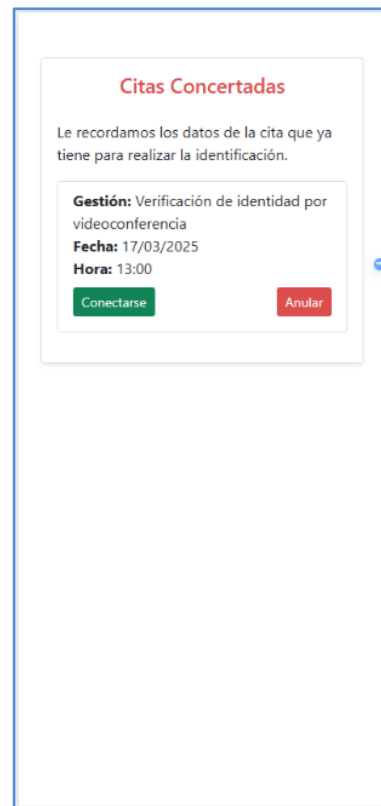 Citas Concertadas
Le recordamos los datos de la cita que ya
tiene para realizar la identificación.
Gestión: Verificación de identidad por
videoconferencia
Fecha: 17/03/2025
Hora: 13:00
Conectarse
Anular